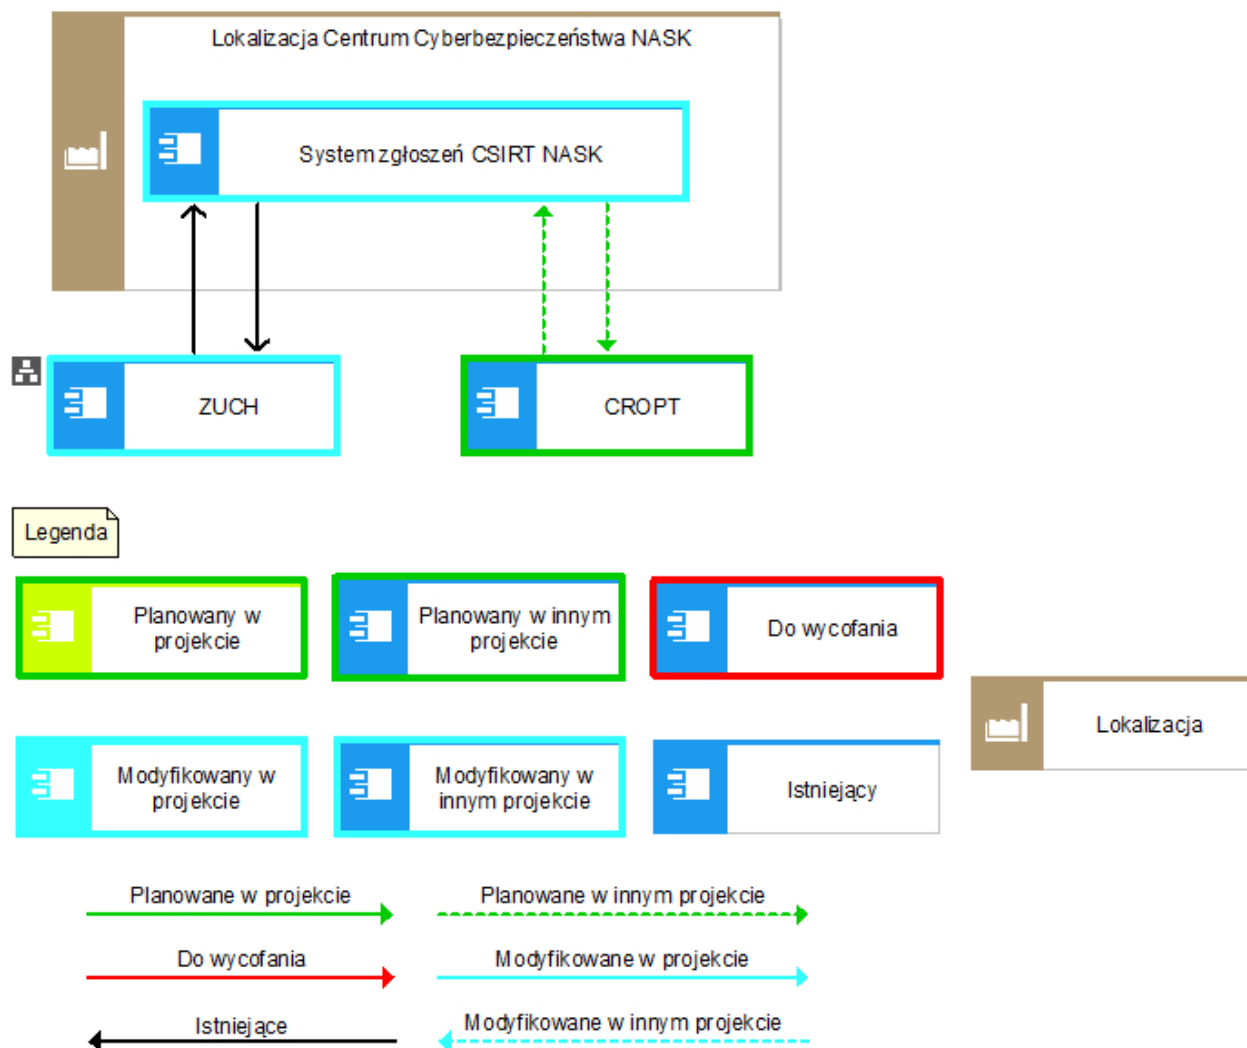 Lokalizacja Centrum Cyberbezpieczeństwa NASK
System zgłoszeń CSIRT NASK
ZUCH
CROPT
Legenda
Planowany w
projekcie
Planowany w innym
projekcie
Do wycofania
Lokalizacja
Modyfikowany w
projekcie
Modyfikowany w
innym projekcie
Istniejący
Planowane w projekcie
Planowane w innym projekcie
Do wycofania
Modyfikowane w projekcie
Istniejące
Modyfikowane w innym projekcie